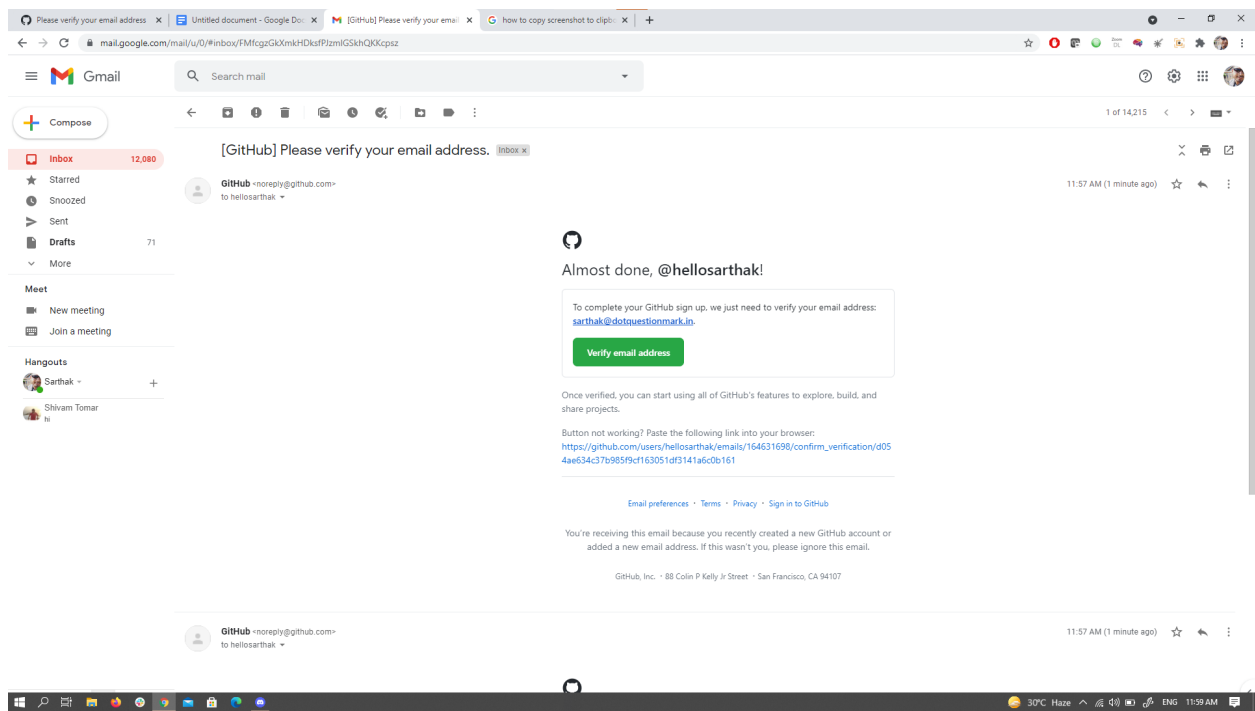 Please verify your email address
Untitled document - Google Doc
[GitHub] Please verify your email
how to copy screenshot to clipb
mail.google.com/mail/u/0/#inbox/FMfcgzGkXmkHDksfPJzmlGSkhQKKcpsz
Gmail
Search mail
Compose
1 of 14,215
[GitHub] Please verify your email address. Inbox x
Inbox 12,080
Starred
Snoozed
Sent
Drafts 71
More
Meet
New meeting
Join a meeting
Hangouts
Sarthak
Shivam Tomar
hi
GitHub <noreply@github.com>
11:57 AM (1 minute ago)
to hellosarthak
Almost done, @hellosarthak!
To complete your GitHub sign up, we just need to verify your email address:
sarthak@dotquestionmark.in.
Verify email address
Once verified, you can start using all of GitHub's features to explore, build, and
share projects.
Button not working? Paste the following link into your browser:
https://github.com/users/hellosarthak/emails/164631698/confirm_verification/d05
4ae634c37b985f9cf163051df3141a6c0b161
Email preferences · Terms · Privacy · Sign in to GitHub
You're receiving this email because you recently created a new GitHub account or
added a new email address. If this wasn't you, please ignore this email.
GitHub, Inc. · 88 Colin P Kelly Jr Street · San Francisco, CA 94107
GitHub <noreply@github.com>
11:57 AM (1 minute ago)
to hellosarthak
30°C Haze ENG 11:59 AM